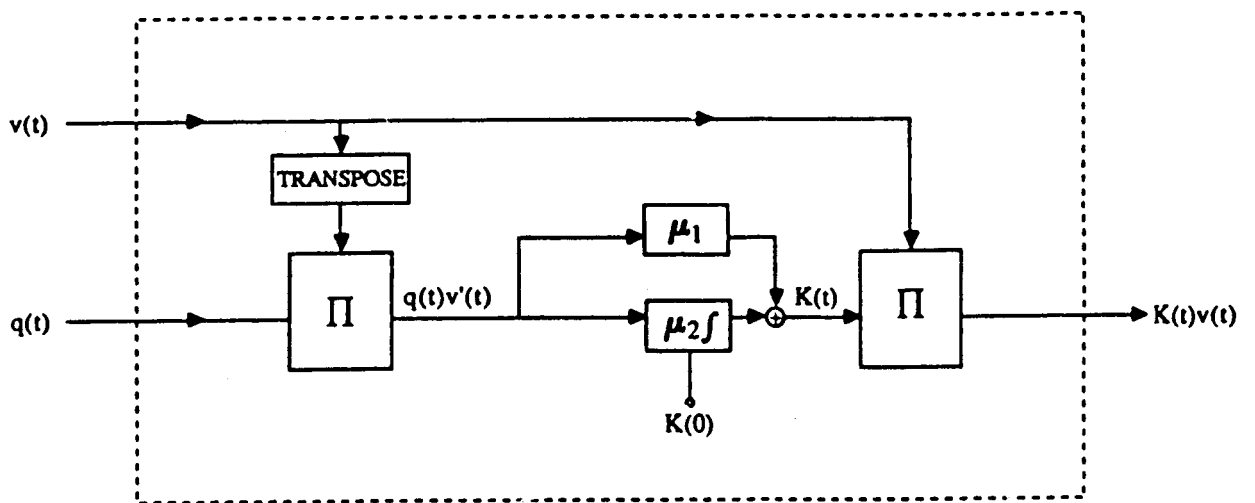 v(t)
TRANSPOSE
μ₁
q(t)
Π
q(t)v'(t)
μ₂∫
+
K(t)
Π
K(t)v(t)
K(0)